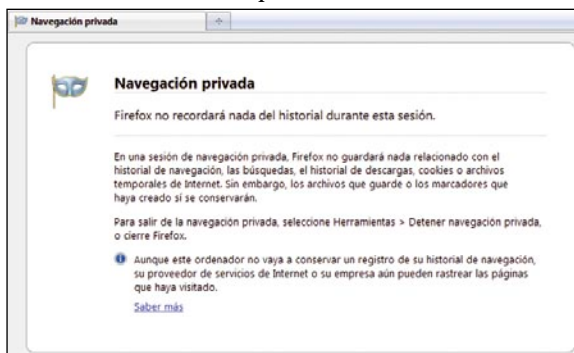 Navegación privada
Navegación privada
Firefox no recordará nada del historial durante esta sesión.
En una sesión de navegación privada, Firefox no guardará nada relacionado con el
historial de navegación, las búsquedas, el historial de descargas, cookies o archivos
temporales de Internet. Sin embargo, los archivos que guarde o los marcadores que
haya creado sí se conservarán.
Para salir de la navegación privada, seleccione Herramientas > Detener navegación privada,
o cierre Firefox.
Aunque este ordenador no vaya a conservar un registro de su historial de navegación,
su proveedor de servicios de Internet o su empresa aún pueden rastrear las páginas
que haya visitado.
Saber más